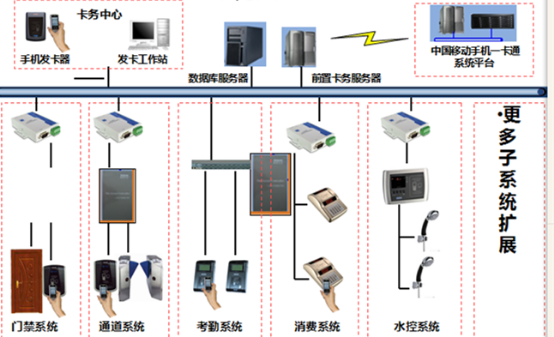 卡务中心
手机发卡器
发卡工作站
数据库服务器
前置卡务服务器
中国移动手机一卡通
系统平台
·更多子系统扩展
门禁系统
通道系统
考勤系统
消费系统
水控系统